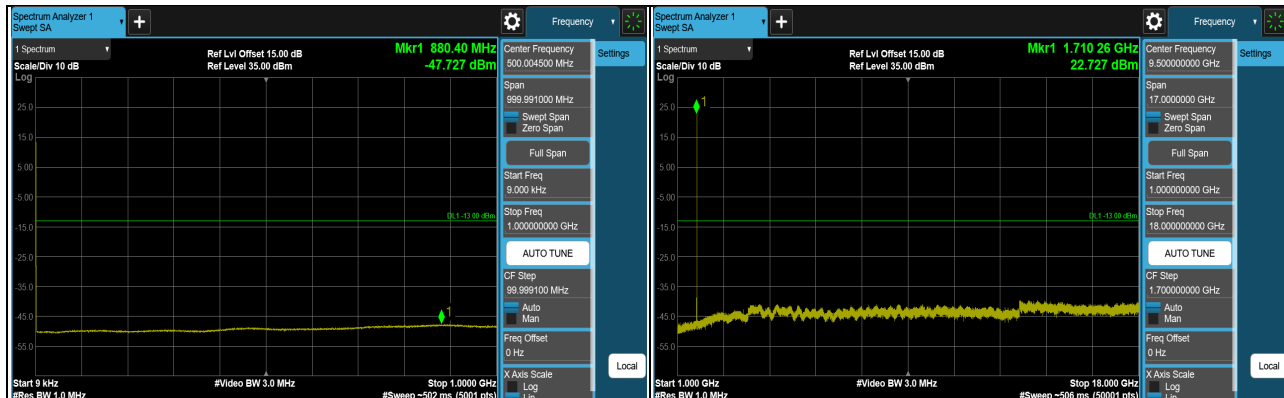 Spectrum Analyzer 1
Swept SA
Frequency
1 Spectrum
Scale/Div 10 dB
Log
Ref Lvl Offset 15.00 dB
Ref Level 35.00 dBm
Mkr1 880.40 MHz
-47.727 dBm
25.0
15.0
5.00
-5.00
-15.0
-25.0
-35.0
-45.0
-55.0
DL1 -13.00 dBm
1
Start 9 kHz
#Res BW 1.0 MHz
#Video BW 3.0 MHz
Stop 1.0000 GHz
#Sweep ~502 ms (5001 pts)
Center Frequency
500.004500 MHz
Settings
Span
999.991000 MHz
Swept Span
Zero Span
Full Span
Start Freq
9.000 kHz
Stop Freq
1.000000000 GHz
AUTO TUNE
CF Step
99.999100 MHz
Auto
Man
Freq Offset
0 Hz
X Axis Scale
Log
Lin
Local
Spectrum Analyzer 1
Swept SA
Frequency
1 Spectrum
Scale/Div 10 dB
Log
Ref Lvl Offset 15.00 dB
Ref Level 35.00 dBm
Mkr1 1.710 26 GHz
22.727 dBm
25.0
15.0
5.00
-5.00
-15.0
-25.0
-35.0
-45.0
-55.0
DL1 -13.00 dBm
1
Start 1.000 GHz
#Res BW 1.0 MHz
#Video BW 3.0 MHz
Stop 18.000 GHz
#Sweep ~506 ms (50001 pts)
Center Frequency
9.500000000 GHz
Settings
Span
17.0000000 GHz
Swept Span
Zero Span
Full Span
Start Freq
1.000000000 GHz
Stop Freq
18.00000000 GHz
AUTO TUNE
CF Step
1.700000000 GHz
Auto
Man
Freq Offset
0 Hz
X Axis Scale
Log
Lin
Local